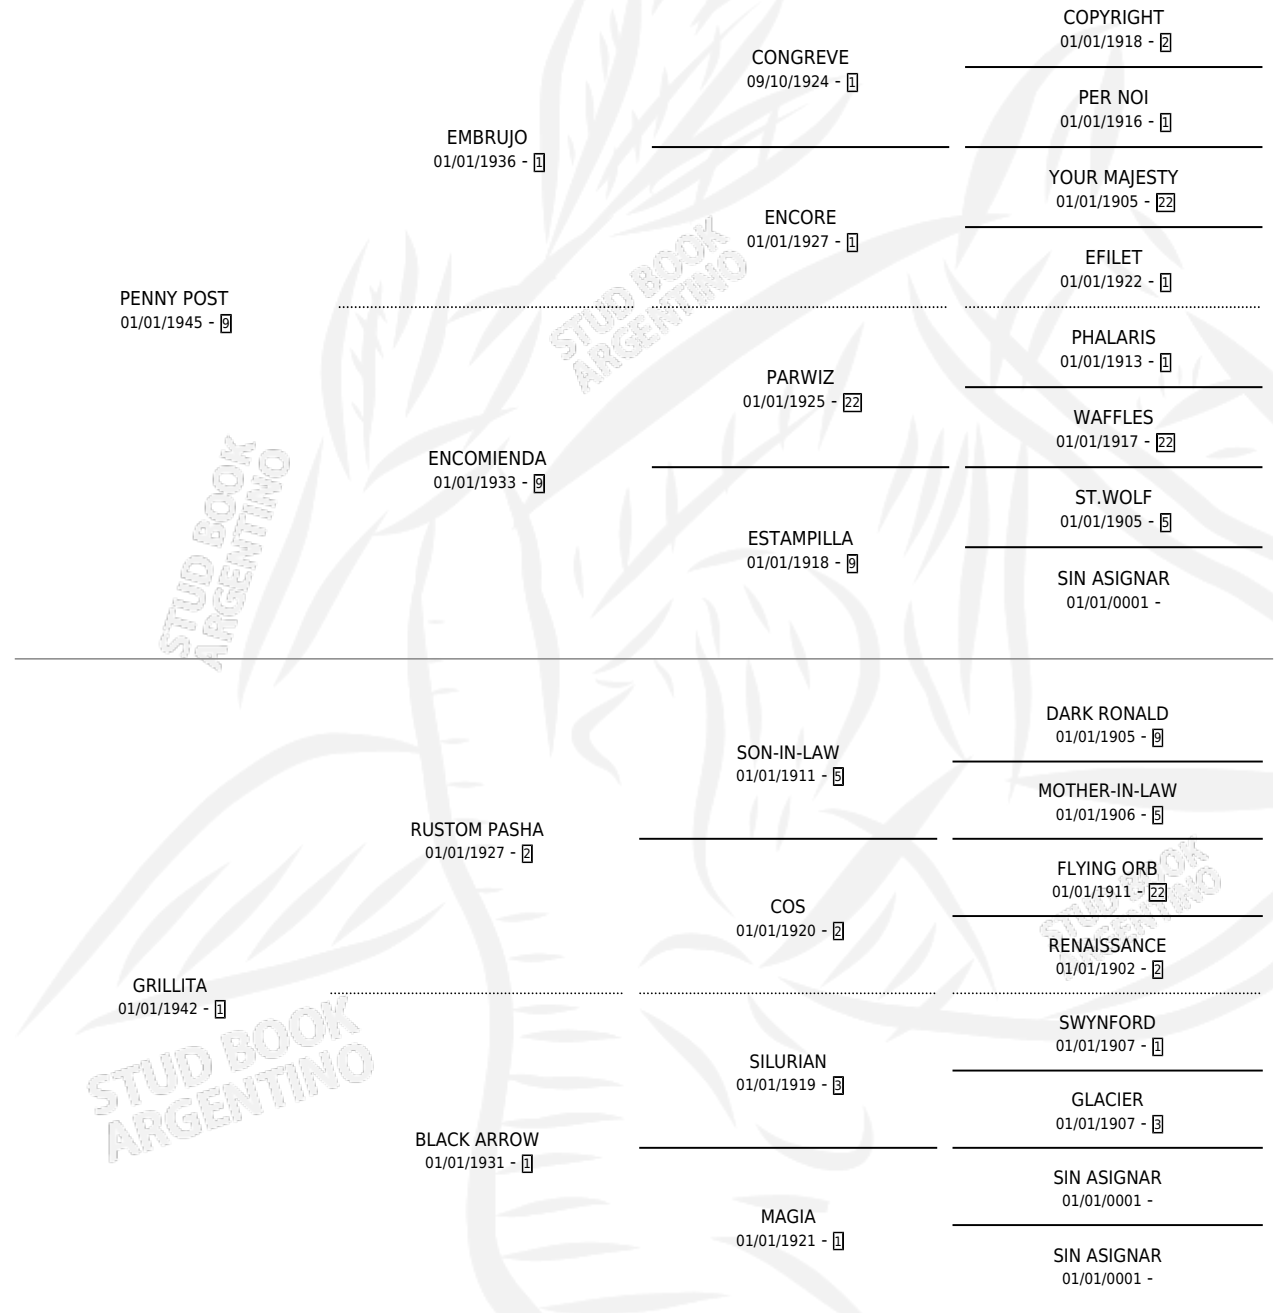 COPYRIGHT
01/01/1918 - 2
CONGREVE
09/10/1924 - 1
PER NOI
01/01/1916 - 1
EMBRUJO
01/01/1936 - 1
YOUR MAJESTY
01/01/1905 - 22
ENCORE
01/01/1927 - 1
EFILET
01/01/1922 - 1
PENNY POST
01/01/1945 - 9
PHALARIS
01/01/1913 - 1
PARWIZ
01/01/1925 - 22
WAFFLES
01/01/1917 - 22
ENCOMIENDA
01/01/1933 - 9
ST.WOLF
01/01/1905 - 5
ESTAMPILLA
01/01/1918 - 9
SIN ASIGNAR
01/01/0001 -
DARK RONALD
01/01/1905 - 9
SON-IN-LAW
01/01/1911 - 5
MOTHER-IN-LAW
01/01/1906 - 5
RUSTOM PASHA
01/01/1927 - 2
FLYING ORB
01/01/1911 - 22
COS
01/01/1920 - 2
RENAISSANCE
01/01/1902 - 2
GRILLITA
01/01/1942 - 1
SWYNFORD
01/01/1907 - 1
SILURIAN
01/01/1919 - 3
GLACIER
01/01/1907 - 3
BLACK ARROW
01/01/1931 - 1
SIN ASIGNAR
01/01/0001 -
MAGIA
01/01/1921 - 1
SIN ASIGNAR
01/01/0001 -
STUD BOOK
ARGENTINO
STUD BOOK
ARGENTINO
STUD BOOK
ARGENTINO
STUD BOOK
ARGENTINO